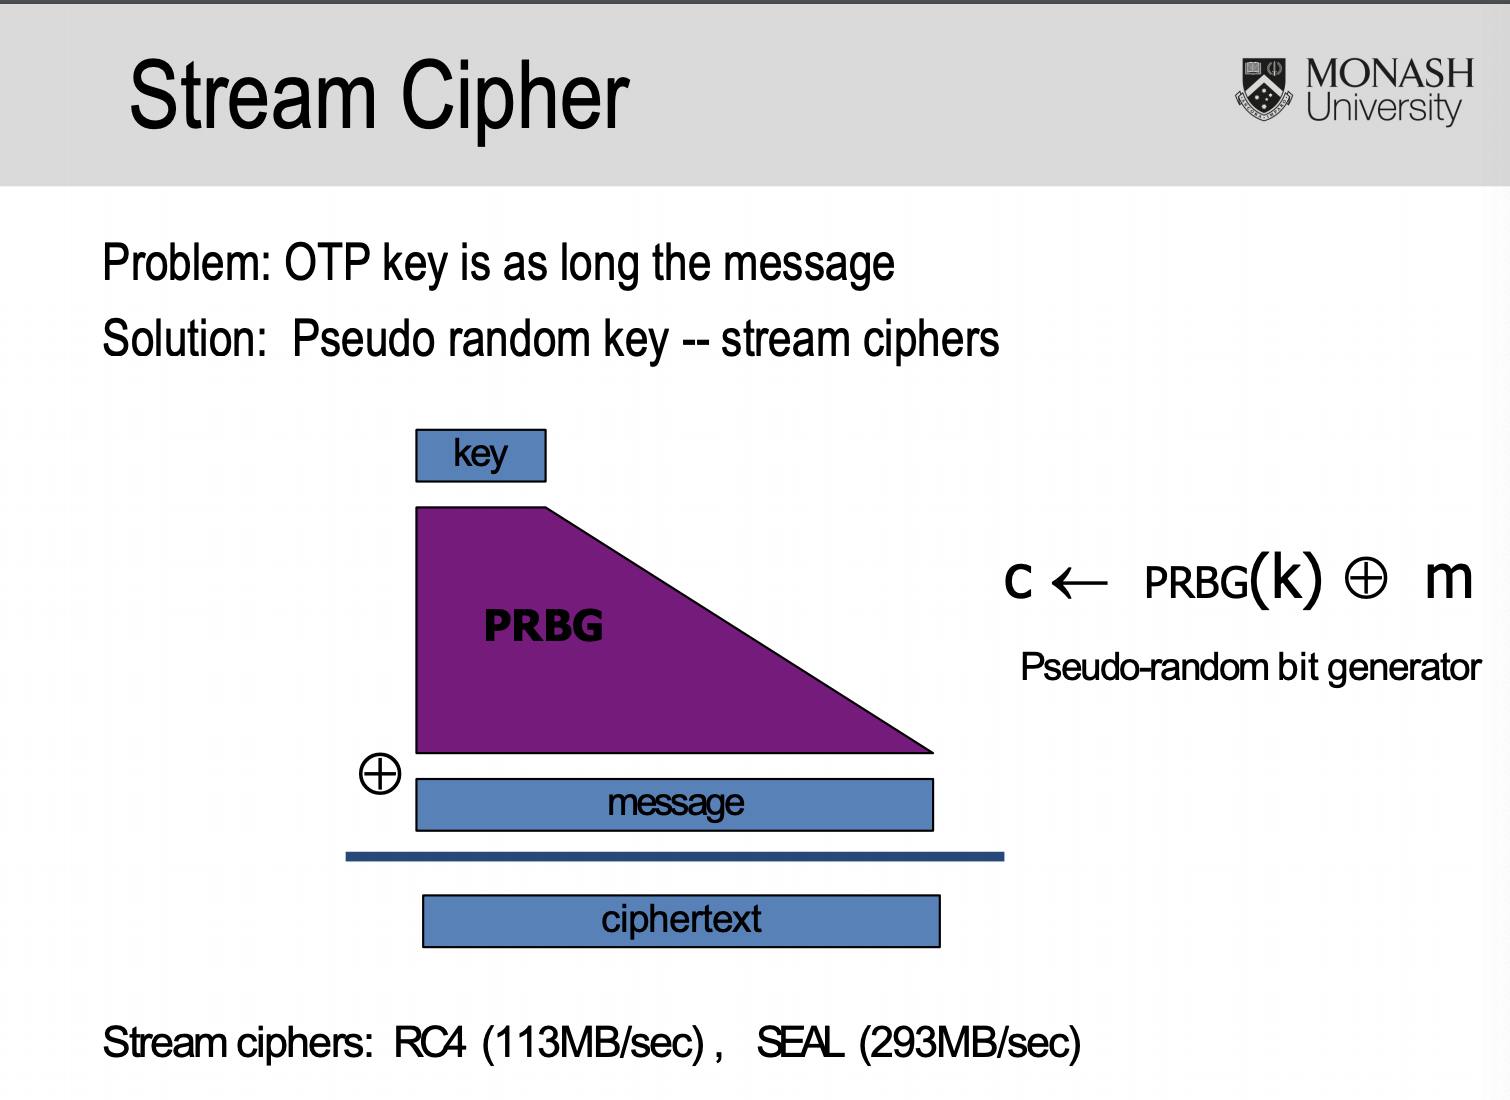 Stream Cipher
MONASH
University
Problem: OTP key is as long the message
Solution: Pseudo random key -- stream ciphers
key
PRBG
c ← PRBG(k) ⊕ m
Pseudo-random bit generator
⊕
message
ciphertext
Stream ciphers: RC4 (113MB/sec) , SEAL (293MB/sec)